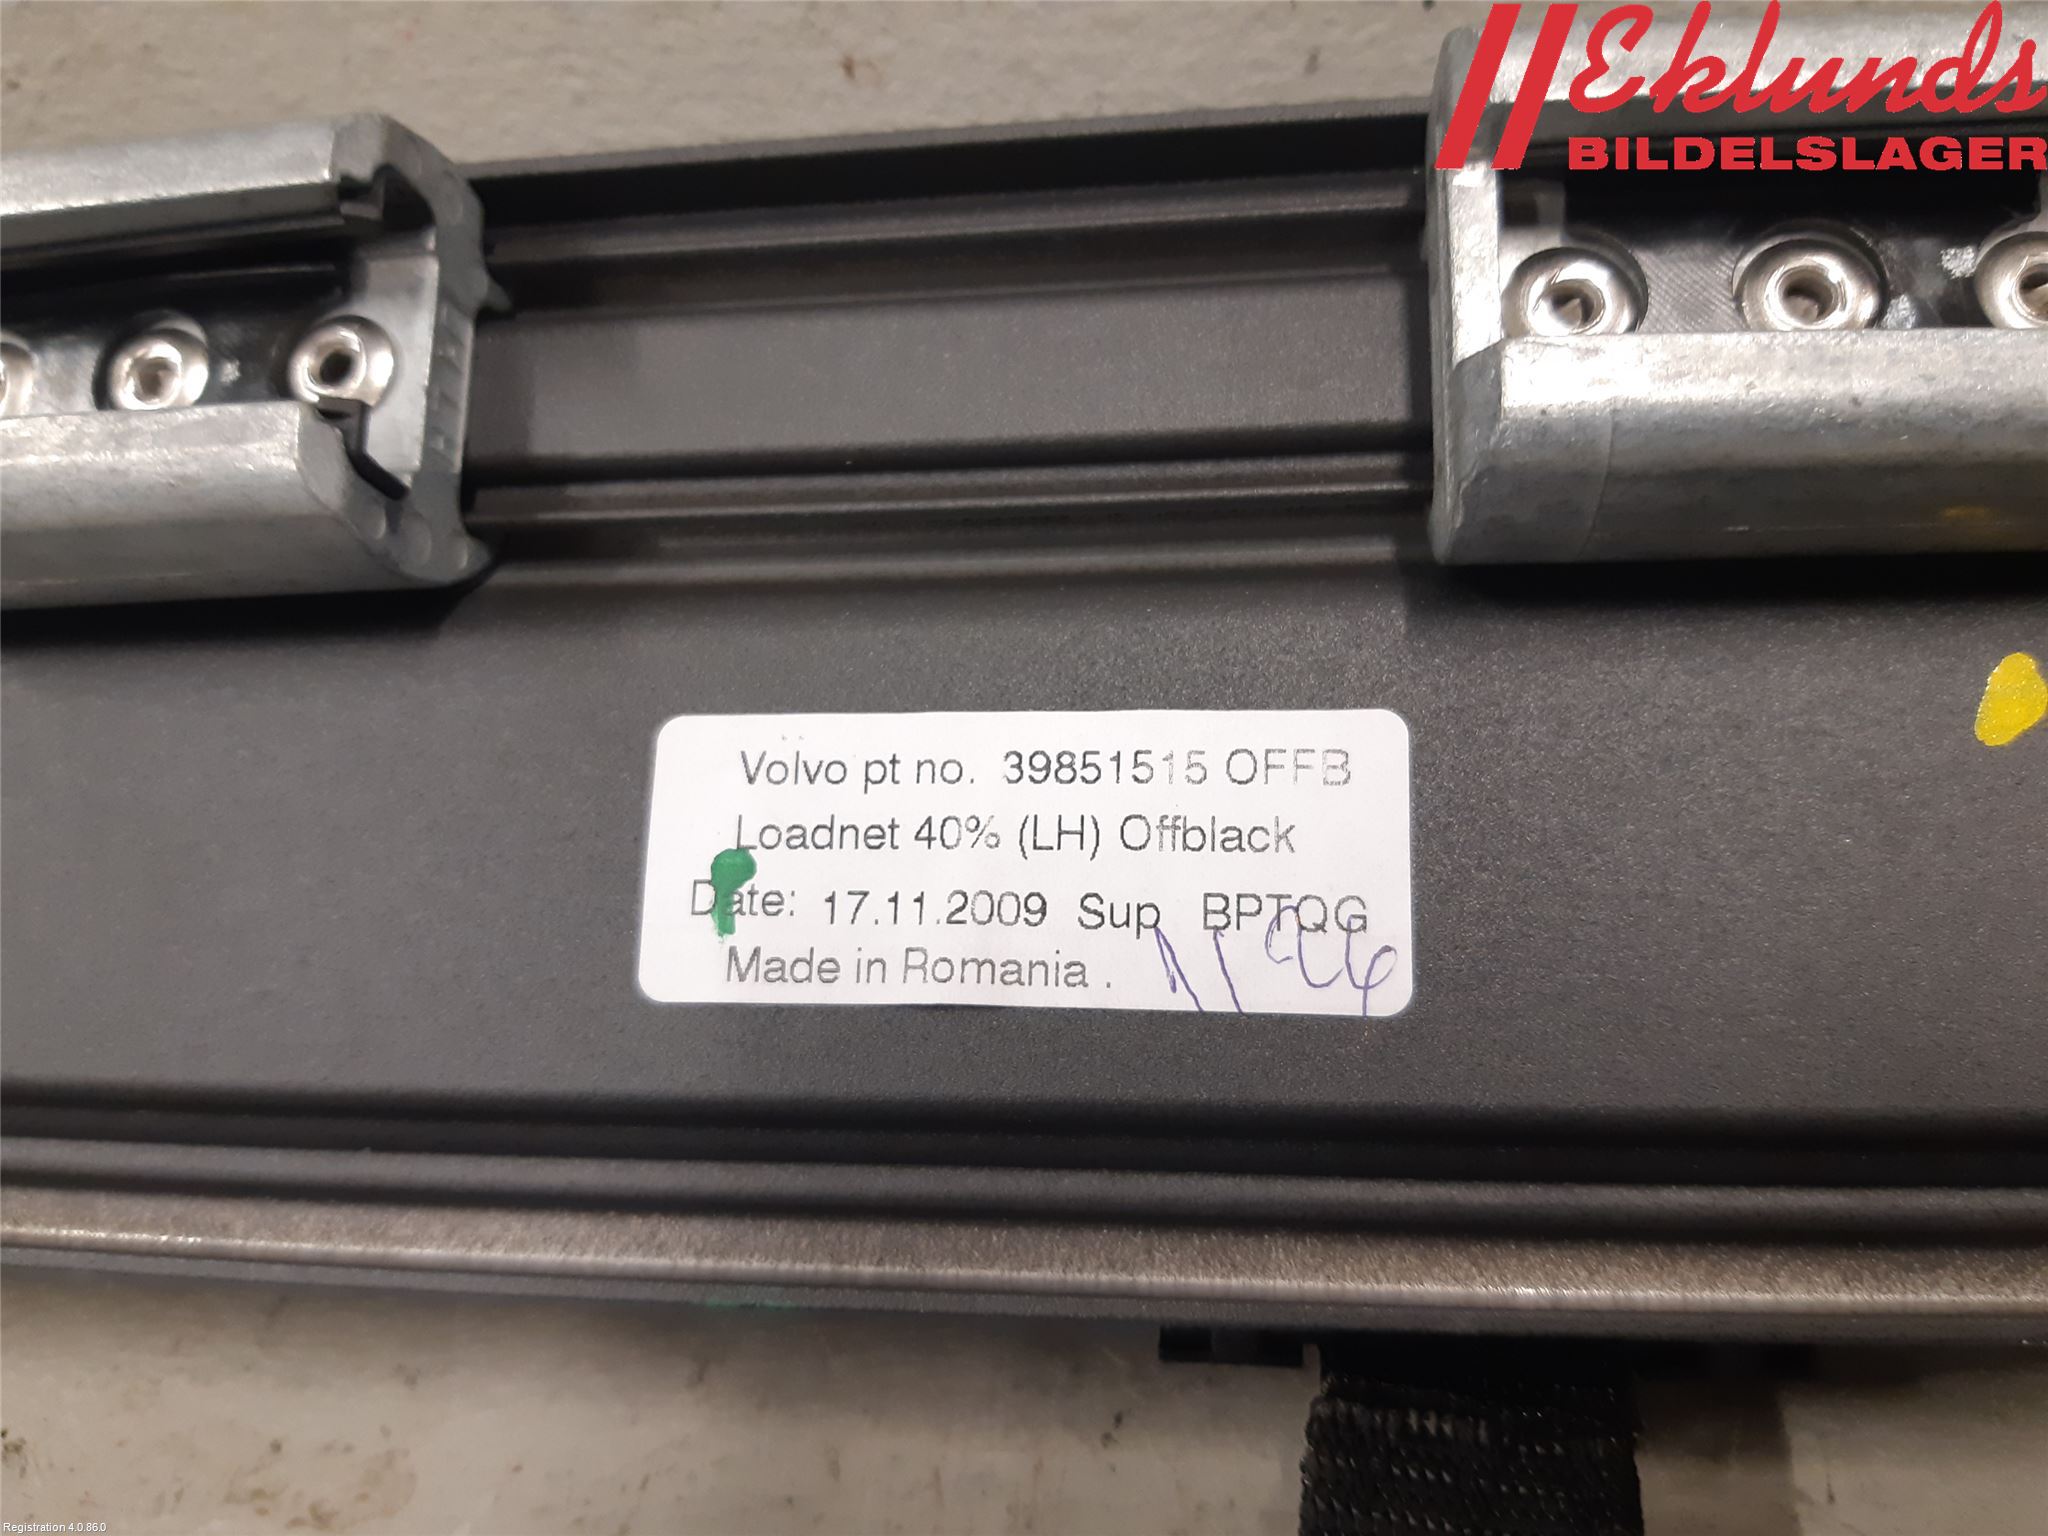 Eklunds
BILDELSLAGER
Volvo pt no. 39851515 OFFB
Loadnet 40% (LH) Offblack
Date: 17.11.2009 Sup BPTQG
Made in Romania .
Registration 4.0.86.0